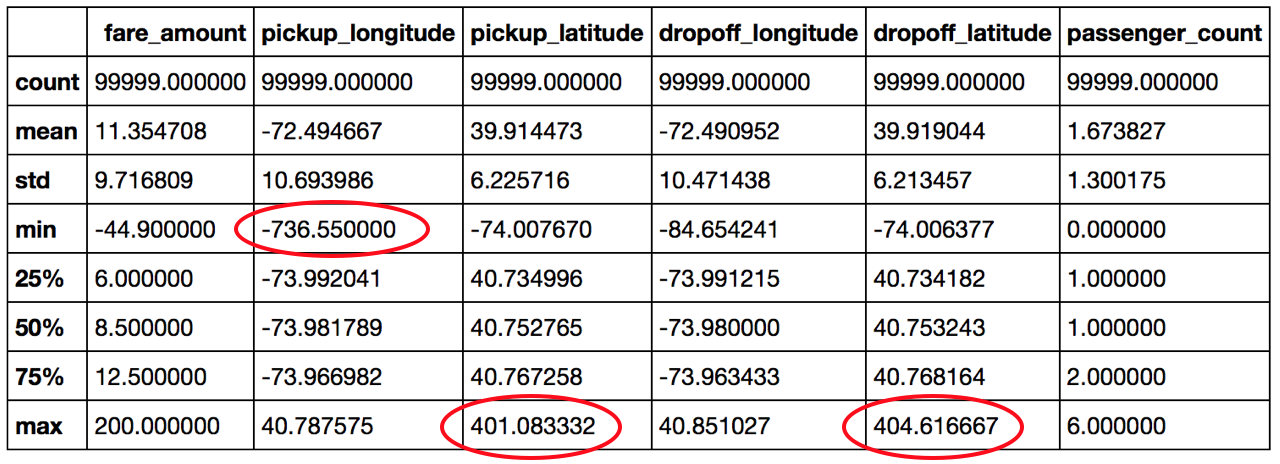 fare_amount pickup_longitude pickup_latitude dropoff_longitude dropoff_latitude passenger_count
count 99999.000000 99999.000000 99999.000000 99999.000000 99999.000000 99999.000000
mean 11.354708 -72.494667 39.914473 -72.490952 39.919044 1.673827
std 9.716809 10.693986 6.225716 10.471438 6.213457 1.300175
min -44.900000 -736.550000 -74.007670 -84.654241 -74.006377 0.000000
25% 6.000000 -73.992041 40.734996 -73.991215 40.734182 1.000000
50% 8.500000 -73.981789 40.752765 -73.980000 40.753243 1.000000
75% 12.500000 -73.966982 40.767258 -73.963433 40.768164 2.000000
max 200.000000 40.787575 401.083332 40.851027 404.616667 6.000000